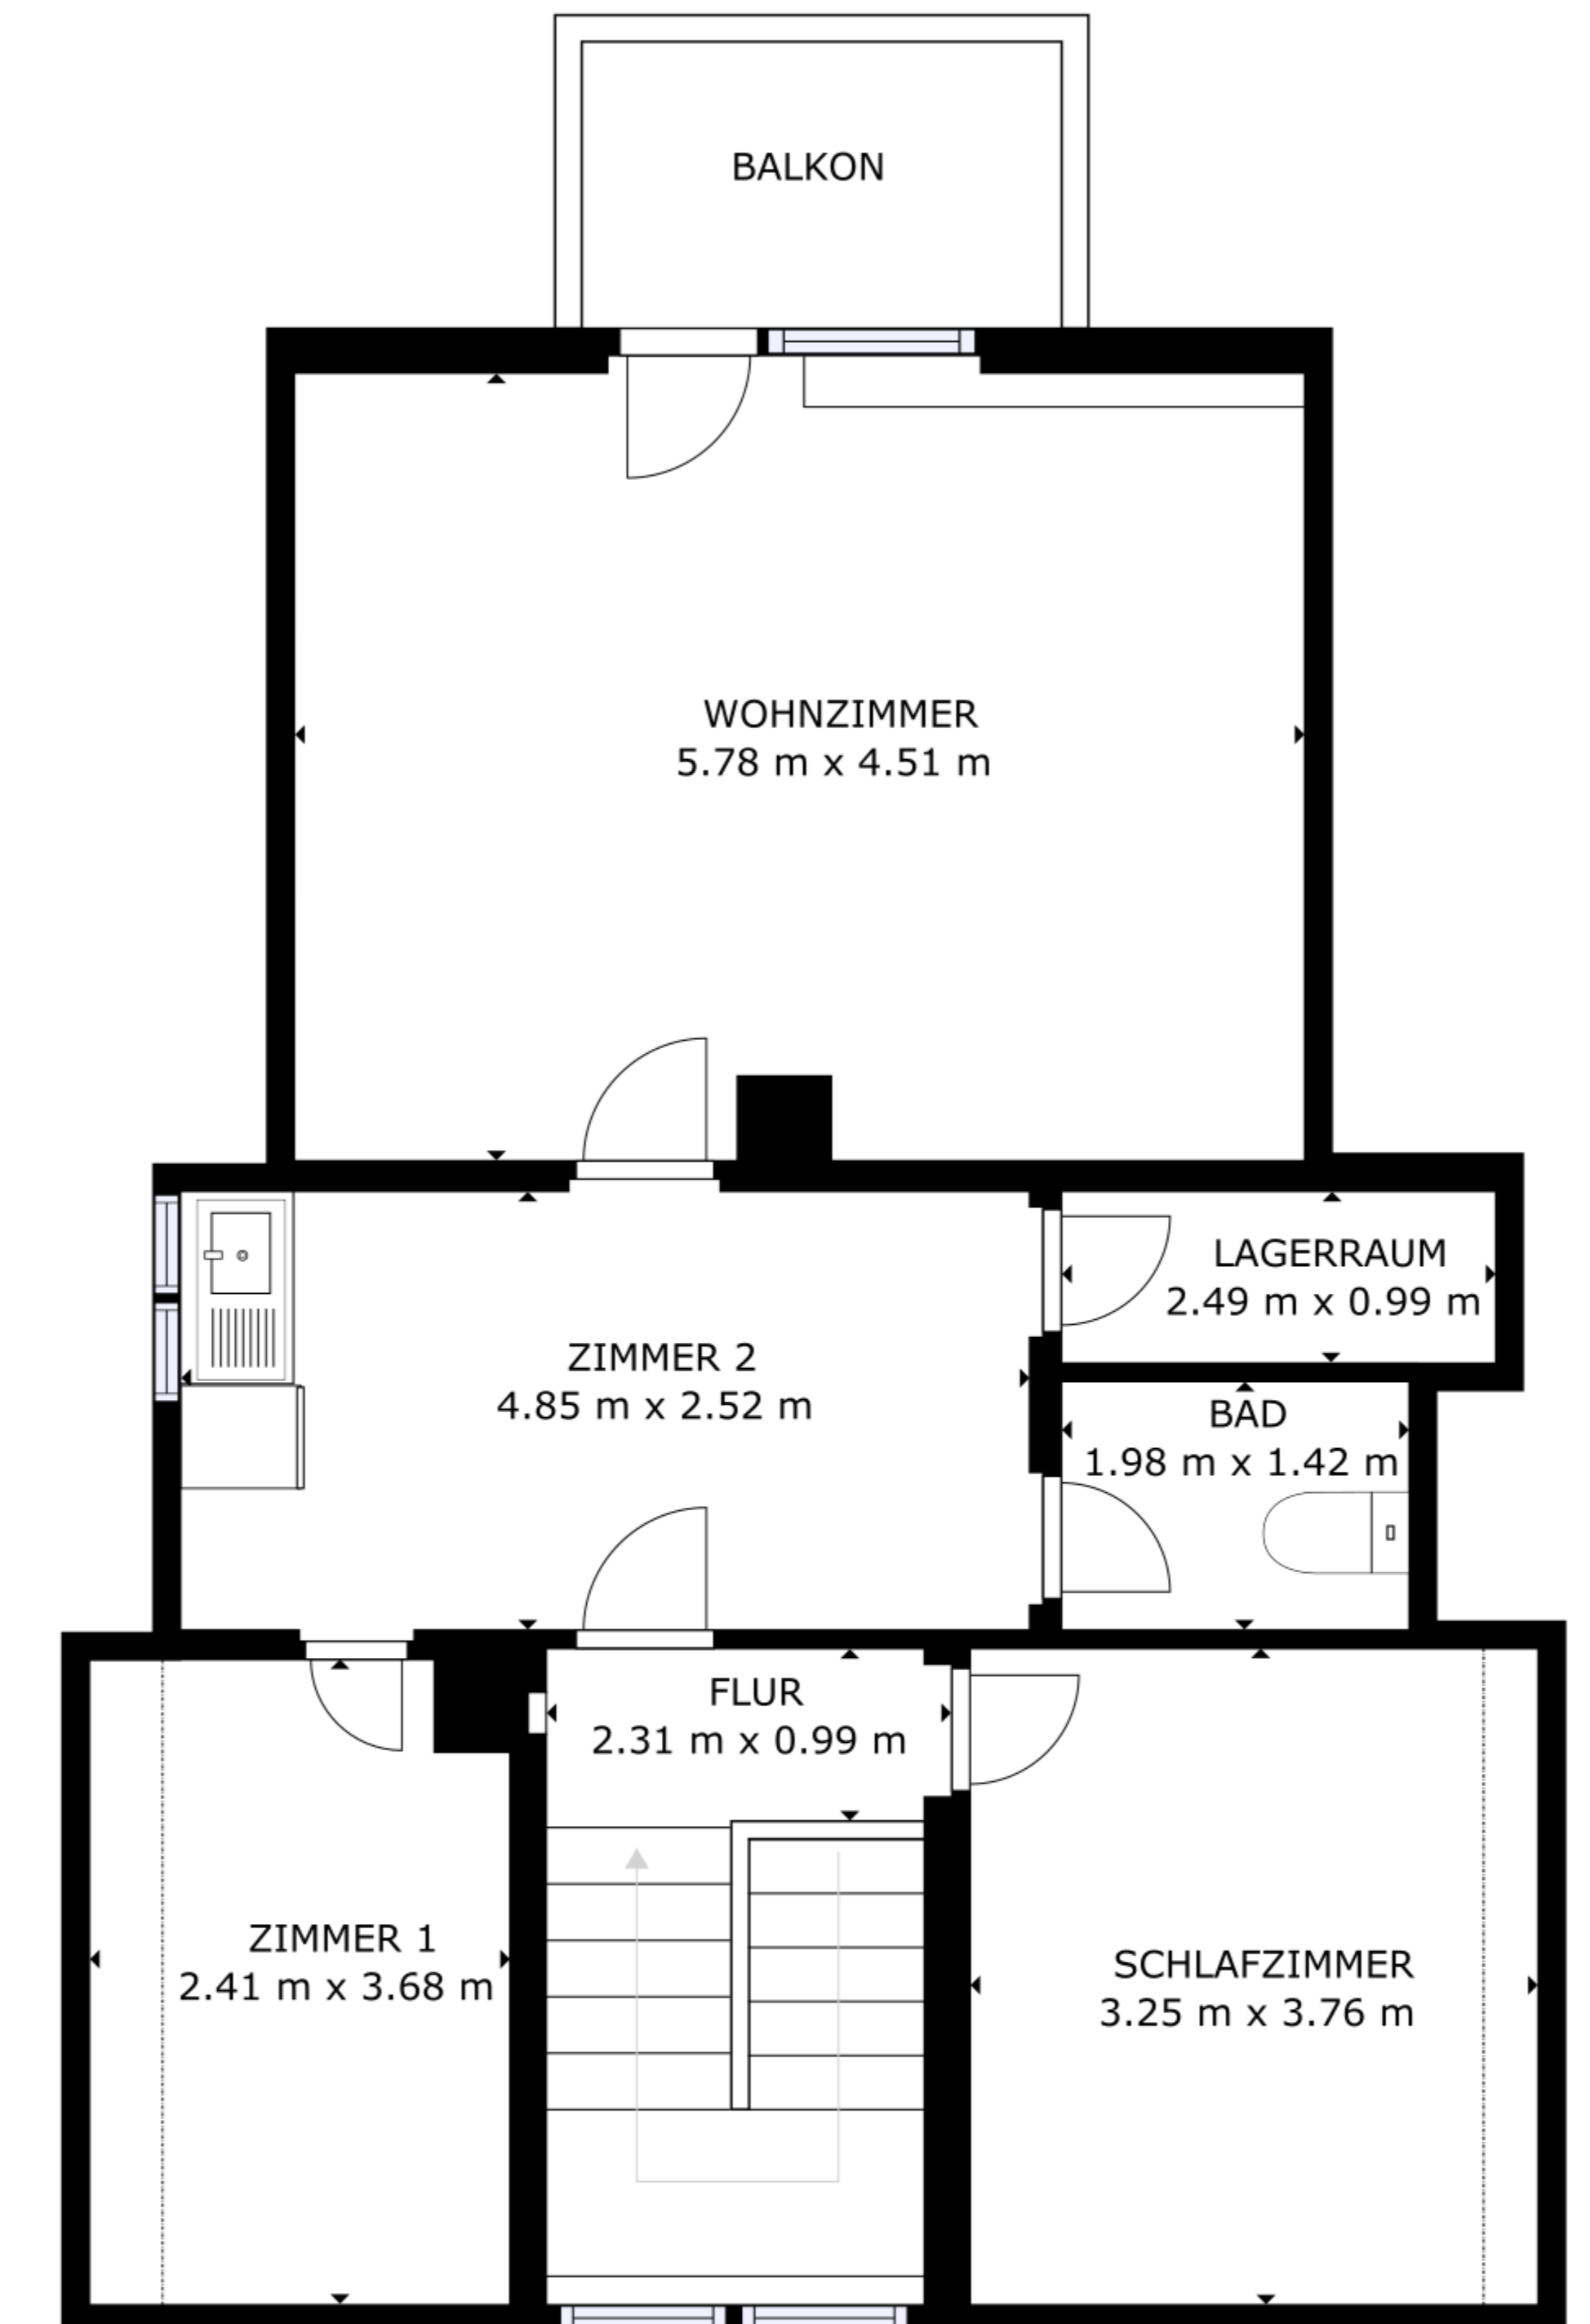 BALKON
WOHNZIMMER
5.78 m x 4.51 m
LAGERRAUM
2.49 m x 0.99 m
ZIMMER 2
4.85 m x 2.52 m
BAD
1.98 m x 1.42 m
FLUR
2.31 m x 0.99 m
ZIMMER 1
2.41 m x 3.68 m
SCHLAFZIMMER
3.25 m x 3.76 m